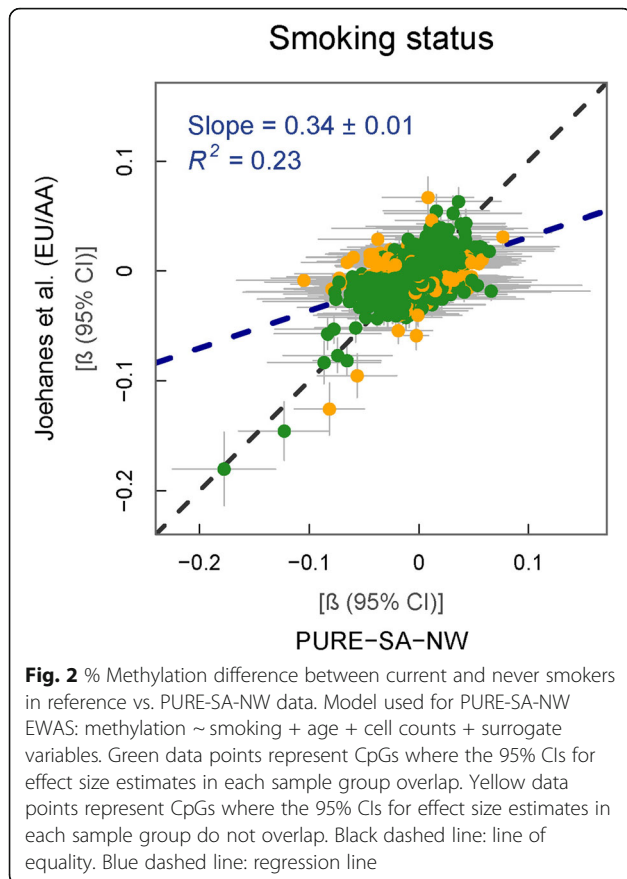 Smoking status
Slope = 0.34 ± 0.01
R² = 0.23
Joehanes et al. (EU/AA)
[ß (95% CI)]
0.1
0
−0.1
−0.2
−0.2
−0.1
0
0.1
[ß (95% CI)]
PURE−SA−NW
Fig. 2 % Methylation difference between current and never smokers
in reference vs. PURE-SA-NW data. Model used for PURE-SA-NW
EWAS: methylation ~ smoking + age + cell counts + surrogate
variables. Green data points represent CpGs where the 95% CIs for
effect size estimates in each sample group overlap. Yellow data
points represent CpGs where the 95% CIs for effect size estimates in
each sample group do not overlap. Black dashed line: line of
equality. Blue dashed line: regression line